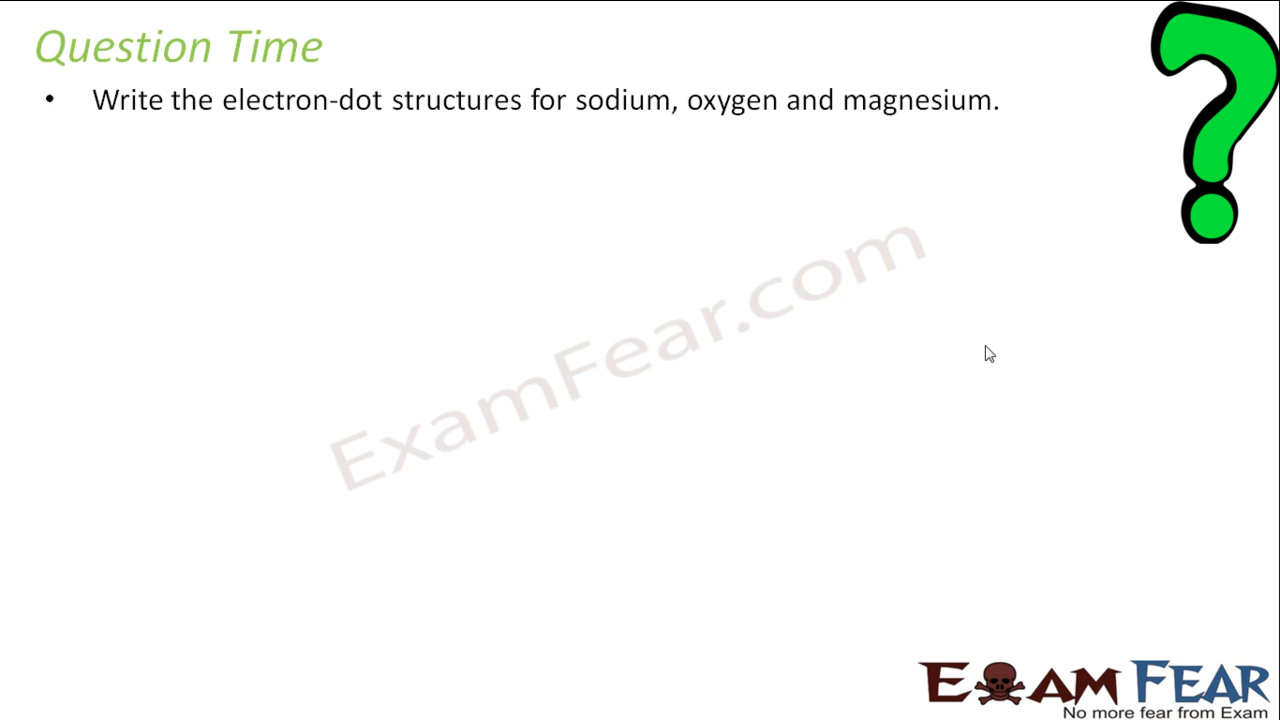 Question Time
• Write the electron-dot structures for sodium, oxygen and magnesium.
ExamFear.com
EXAM FEAR
No more fear from Exam